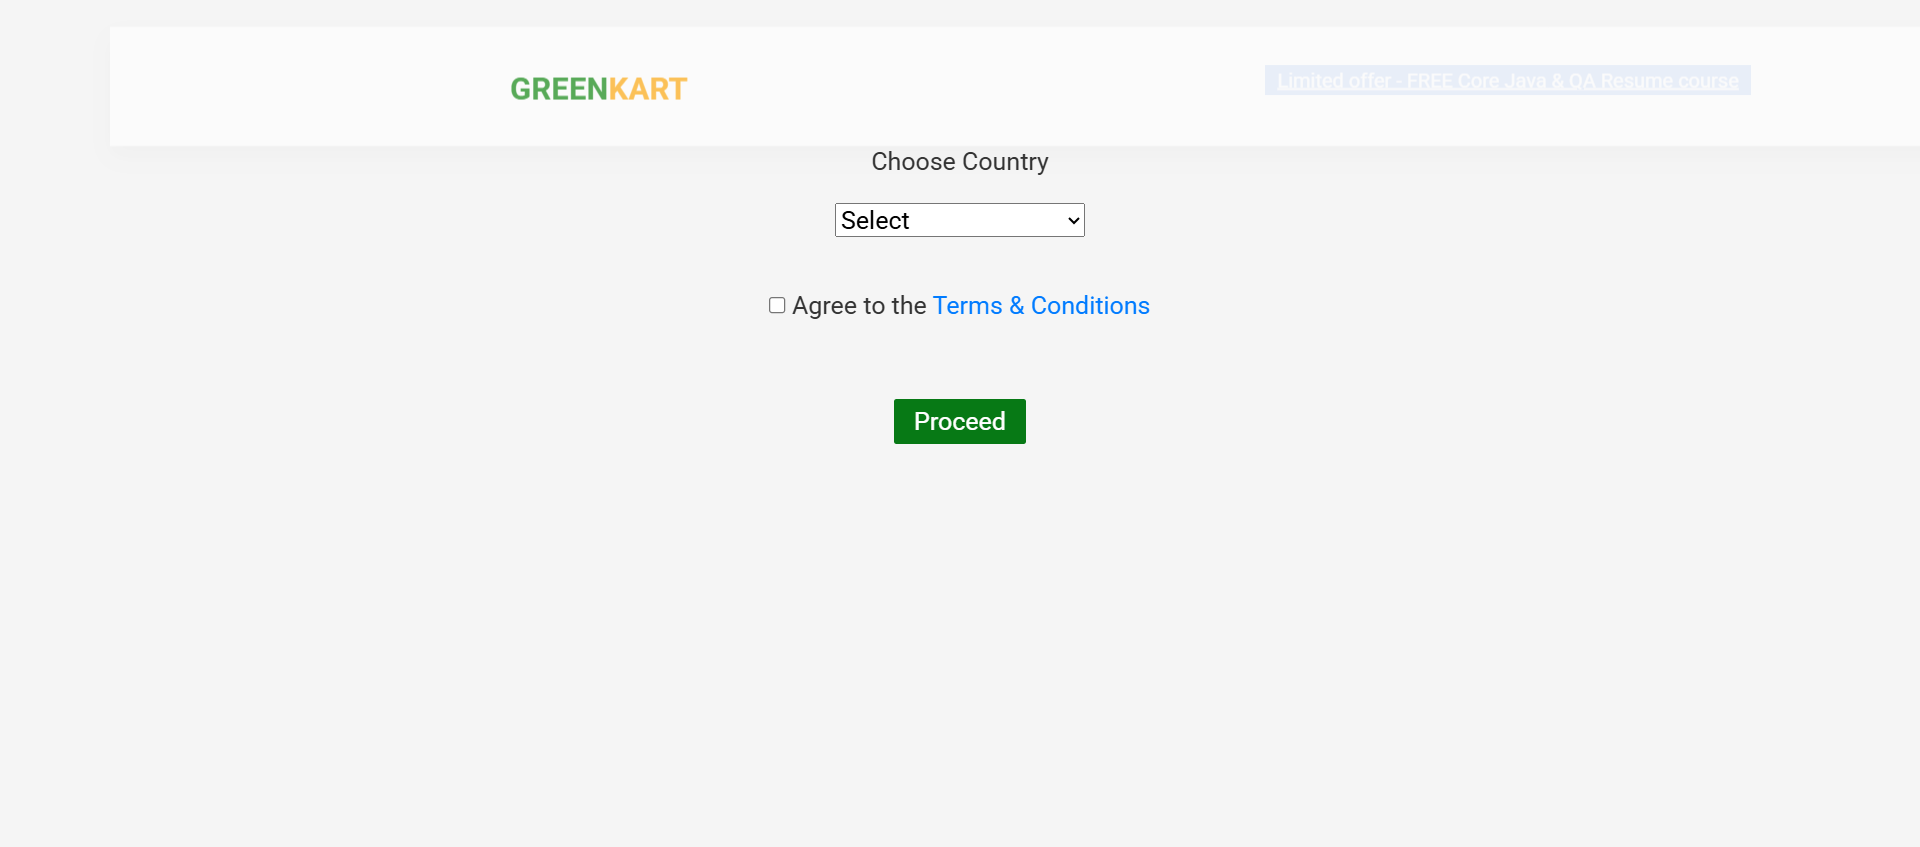 GREENKART
Limited offer - FREE Core Java & QA Resume course
Choose Country
Select
Agree to the Terms & Conditions
Proceed